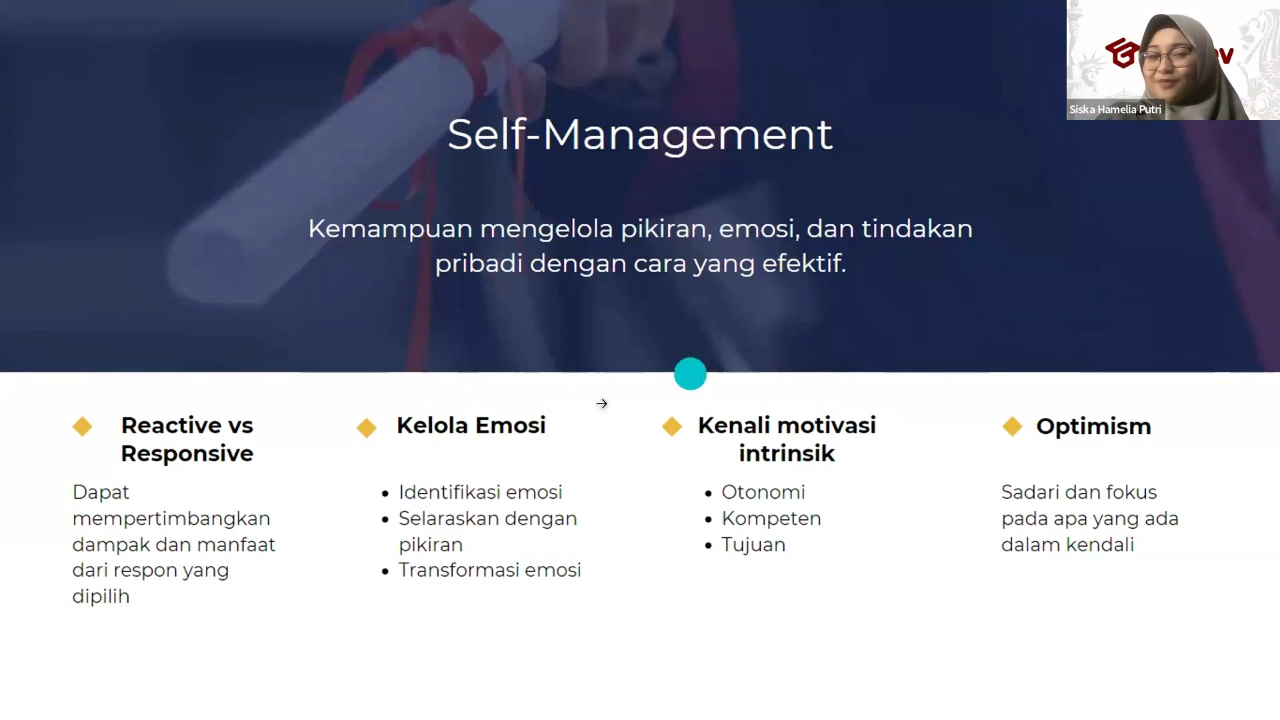 Siska Hamelia Putri
Self-Management
Kemampuan mengelola pikiran, emosi, dan tindakan
pribadi dengan cara yang efektif.
Reactive vs
Responsive
Dapat
mempertimbangkan
dampak dan manfaat
dari respon yang
dipilih
Kelola Emosi
• Identifikasi emosi
• Selaraskan dengan
pikiran
• Transformasi emosi
Kenali motivasi
intrinsik
• Otonomi
• Kompeten
• Tujuan
Optimism
Sadari dan fokus
pada apa yang ada
dalam kendali